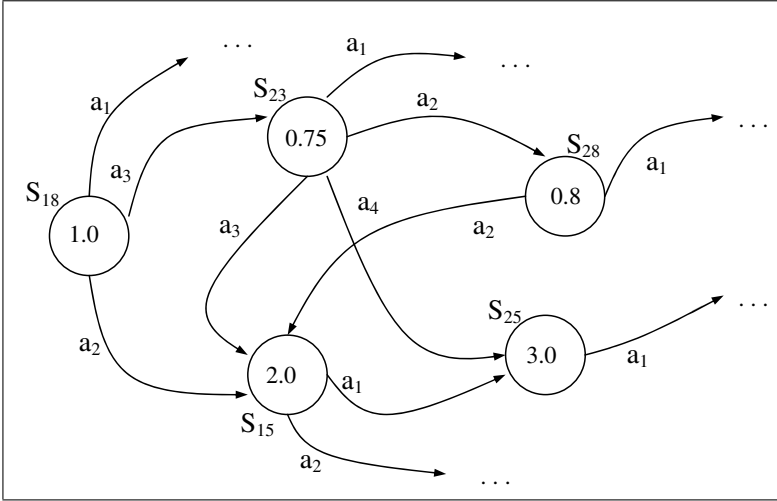 a1
. . .
a1
. . .
S23
0.75
a2
. . .
a1
S28
0.8
a3
S18
1.0
a4
a3
a2
. . .
S25
3.0
a1
a2
2.0
a1
S15
a2
. . .